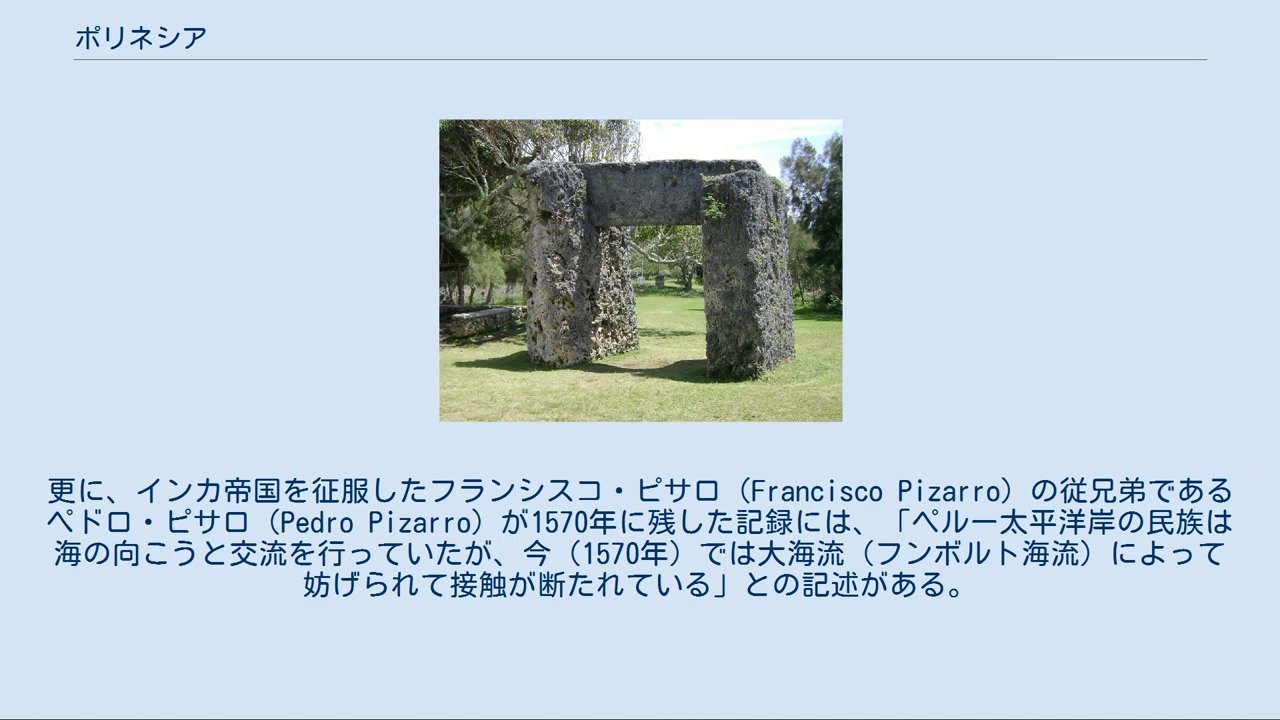 ポリネシア
更に、インカ帝国を征服したフランシスコ・ピサロ（Francisco Pizarro）の従兄弟である
ペドロ・ピサロ（Pedro Pizarro）が1570年に残した記録には、「ペルー太平洋岸の民族は
海の向こうと交流を行っていたが、今（1570年）では大海流（フンボルト海流）によって
妨げられて接触が断たれている」との記述がある。